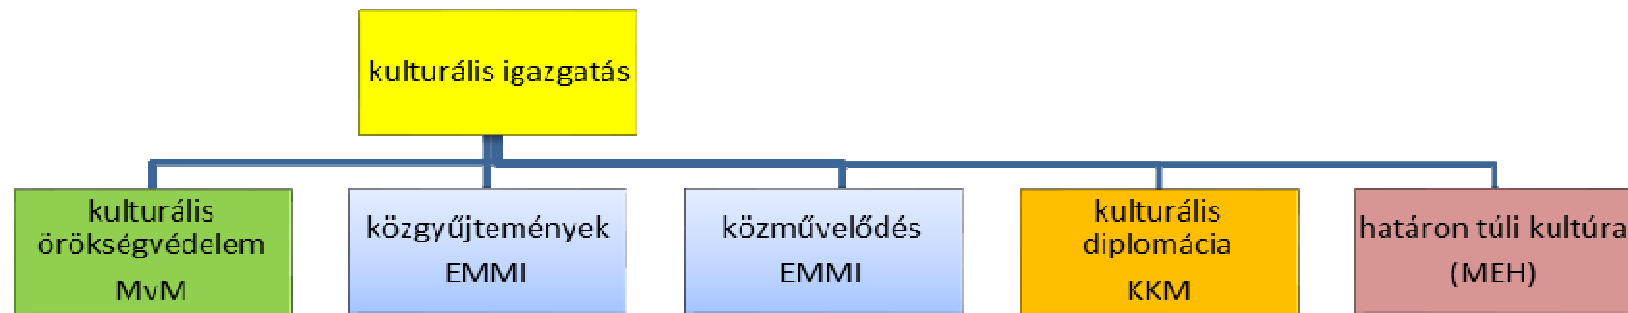 kulturális igazgatás
kulturális
örökségvédelem
MvM
közgyűjtemények
EMMI
közművelődés
EMMI
kulturális
diplomácia
KKM
határon túli kultúra
(MEH)